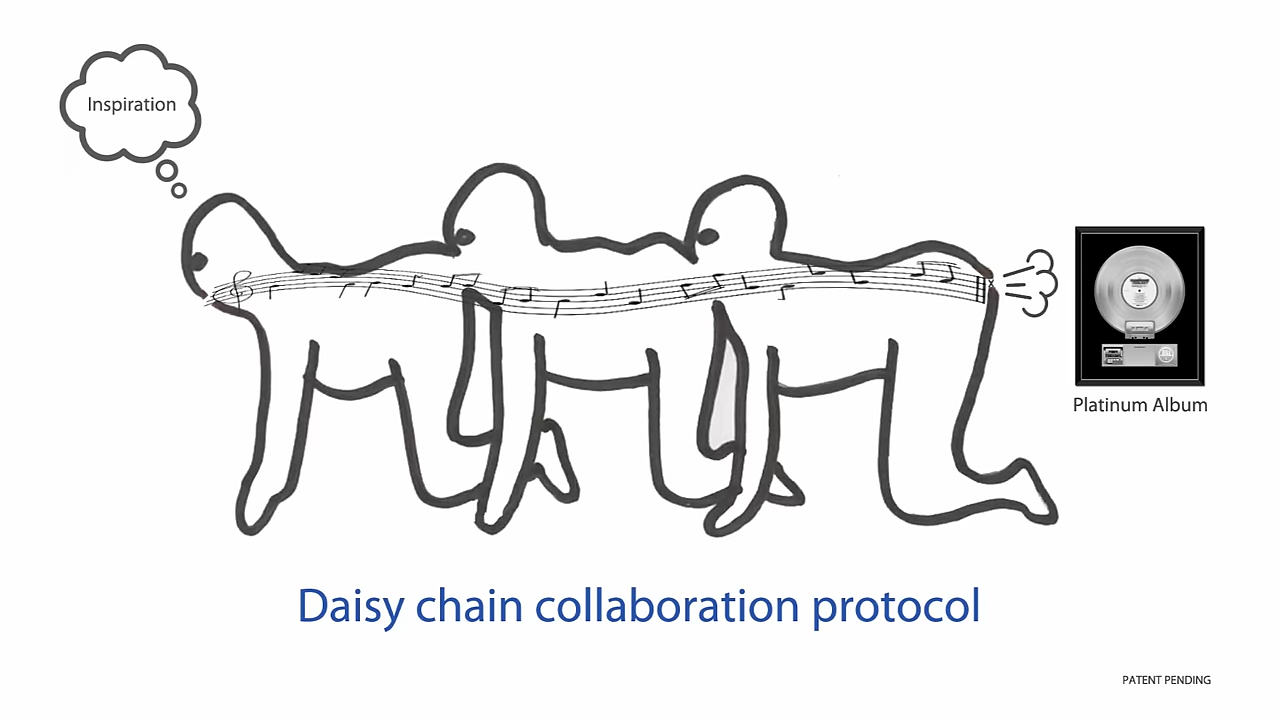 Inspiration
Platinum Album
Daisy chain collaboration protocol
PATENT PENDING